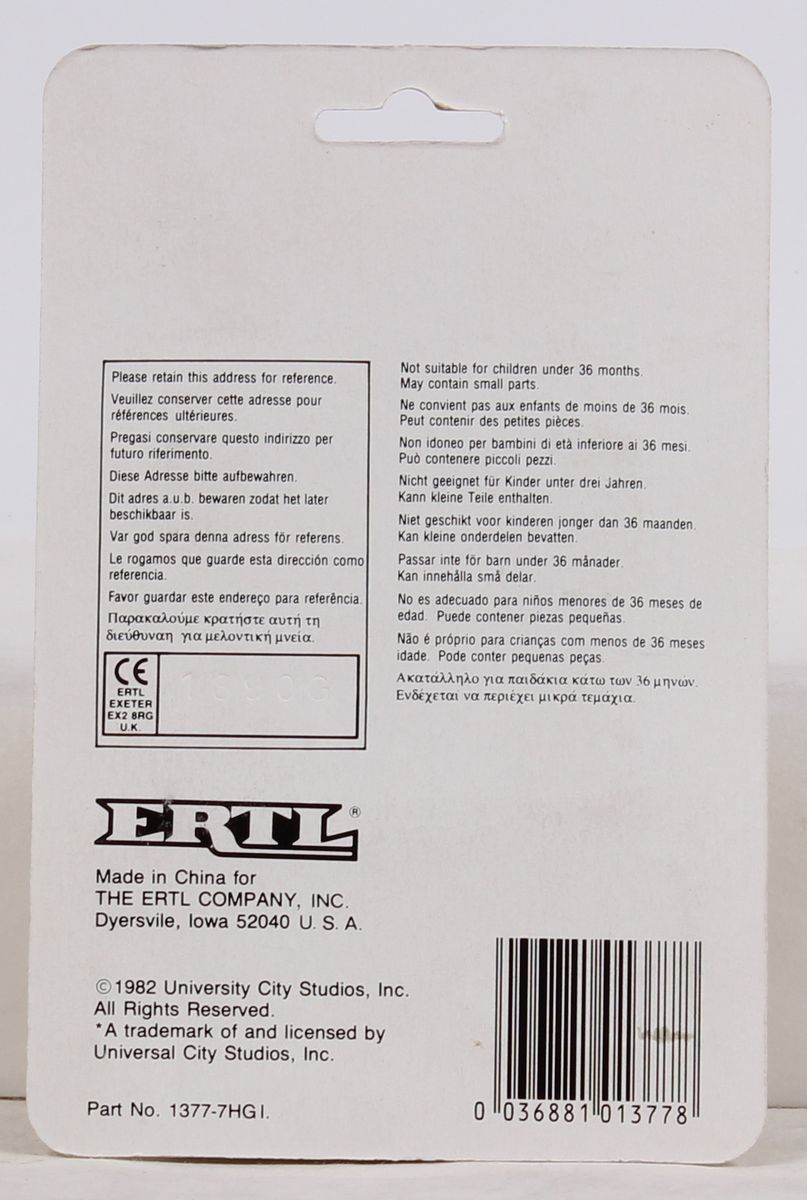 Please retain this address for reference.
Veuillez conserver cette adresse pour
références ultérieures.
Pregasi conservare questo indirizzo per
futuro riferimento.
Diese Adresse bitte aufbewahren.
Dit adres a.u.b. bewaren zodat het later
beschikbaar is.
Var god spara denna adress för referens.
Le rogamos que guarde esta dirección como
referencia.
Favor guardar este endereço para referência.
Παρακαλούμε κρατήστε αυτή τη
διεύθυναη για μελοντική μνεία.
CE
ERTL
EXETER
EX2 8RG
U.K.
Not suitable for children under 36 months.
May contain small parts.
Ne convient pas aux enfants de moins de 36 mois.
Peut contenir des petites pièces.
Non idoneo per bambini di età inferiore ai 36 mesi.
Può contenere piccoli pezzi.
Nicht geeignet für Kinder unter drei Jahren.
Kann kleine Teile enthalten.
Niet geschikt voor kinderen jonger dan 36 maanden.
Kan kleine onderdelen bevatten.
Passar inte för barn under 36 månader.
Kan innehålla små delar.
No es adecuado para niños menores de 36 meses de
edad. Puede contener piezas pequeñas.
Não é próprio para crianças com menos de 36 meses
idade. Pode conter pequenas peças.
Ακατάλληλο για παιδάκια κάτω των 36 μηνών.
Ενδέχεται να περιέχει μικρά τεμάχια.
ERTL®
Made in China for
THE ERTL COMPANY, INC.
Dyersvile, Iowa 52040 U. S. A.
©1982 University City Studios, Inc.
All Rights Reserved.
*A trademark of and licensed by
Universal City Studios, Inc.
Part No. 1377-7HG I.
0 036881 013778